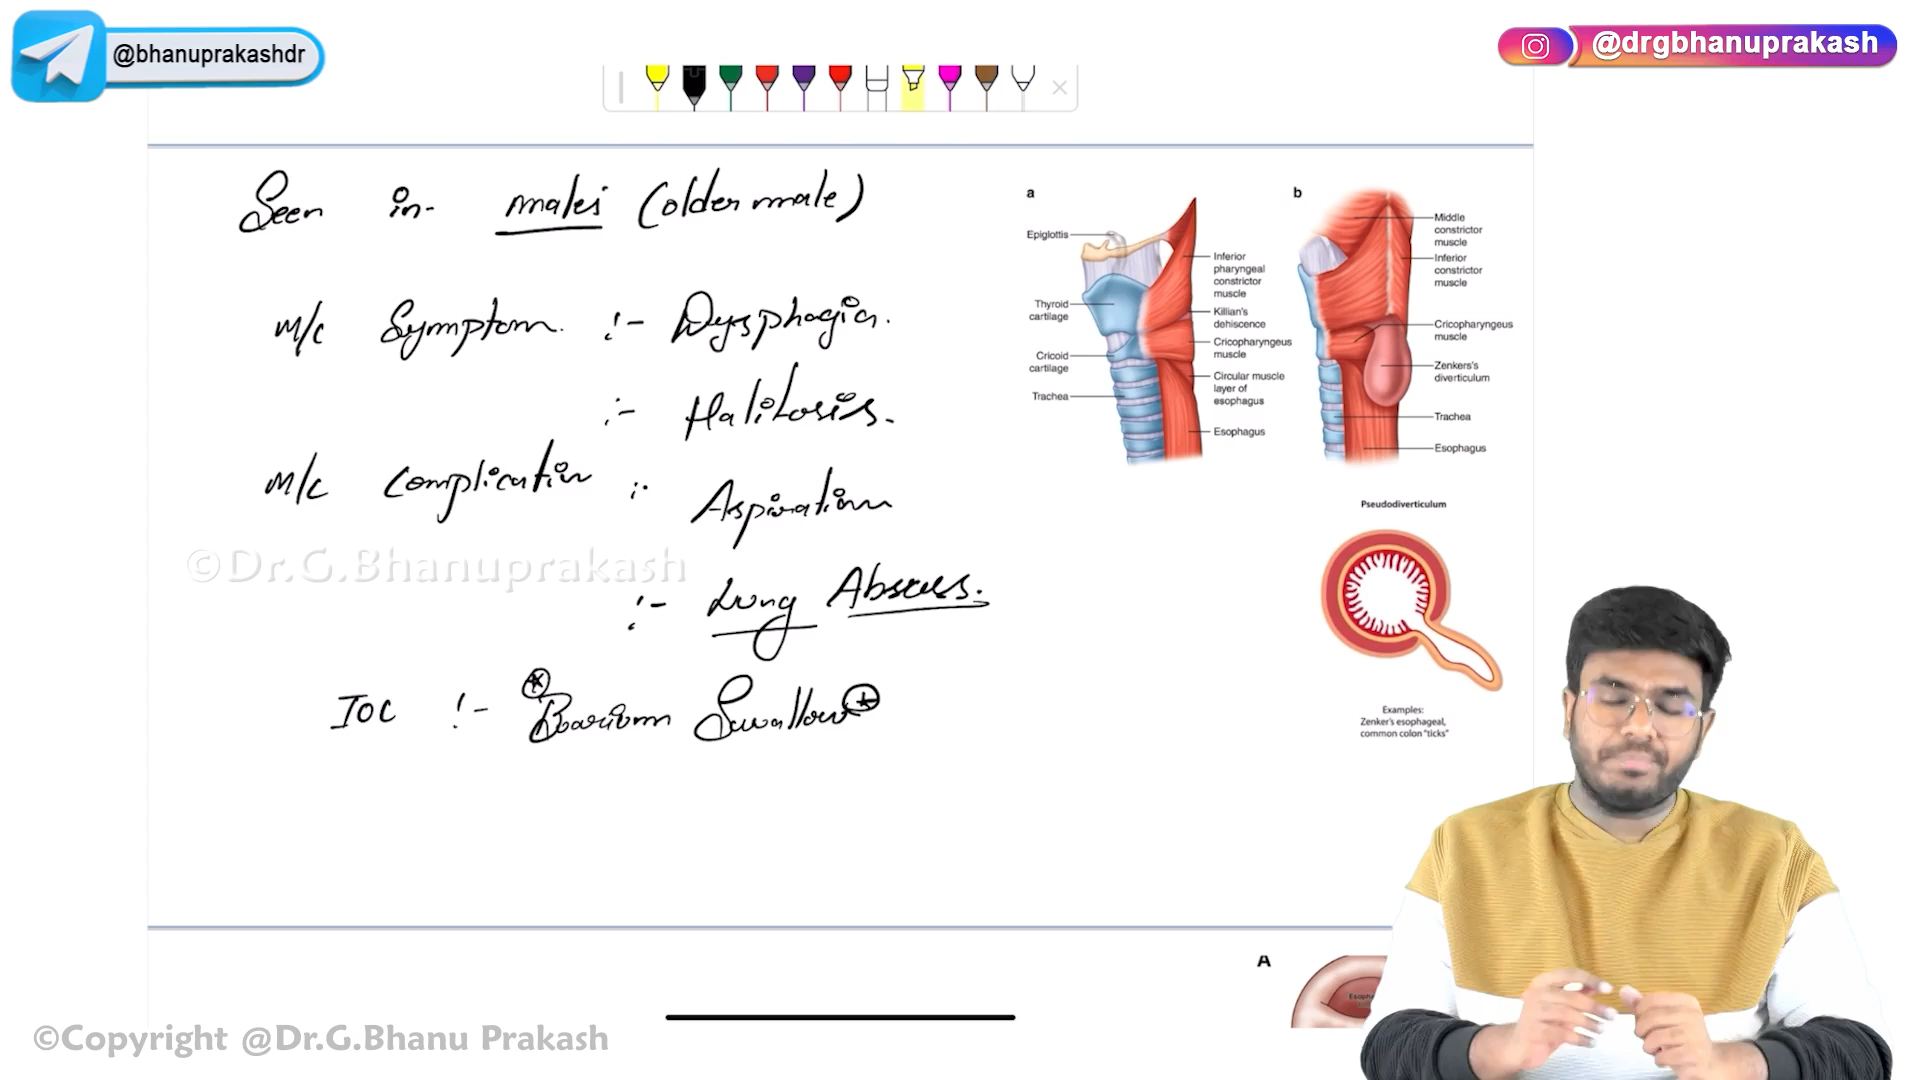 @bhanuprakashdr
@drgbhanuprakash
Seen in males (older male)
M/C Symptom :- Dysphagia.
:- Halitosis.
M/C Complication :- Aspiration
:- Lung Abscess.
IOC :- Barium Swallow
©Dr.G.Bhanuprakash
a
Epiglottis
Thyroid
cartilage
Cricoid
cartilage
Trachea
Inferior
pharyngeal
constrictor
muscle
Killian's
dehiscence
Cricopharyngeus
muscle
Circular muscle
layer of
esophagus
Esophagus
b
Middle
constrictor
muscle
Inferior
constrictor
muscle
Cricopharyngeus
muscle
Zenkers's
diverticulum
Trachea
Esophagus
Pseudodiverticulum
Examples:
Zenker's esophageal,
common colon "ticks"
A
©Copyright @Dr.G.Bhanu Prakash